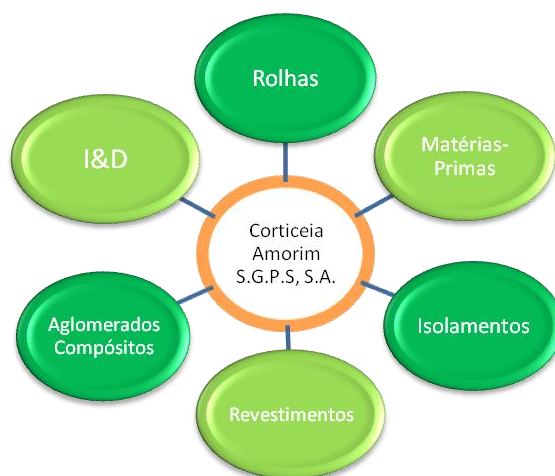 Rolhas
I&D
Matérias-
Primas
Corticeia
Amorim
S.G.P.S, S.A.
Aglomerados
Compósitos
Isolamentos
Revestimentos